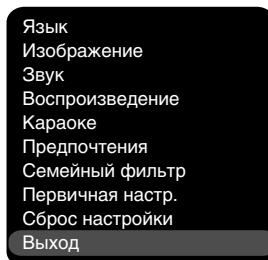 Язык
Изображение
Звук
Воспроизведение
Караоке
Предпочтения
Семейный фильтр
Первичная настр.
Сброс настройки
Выход